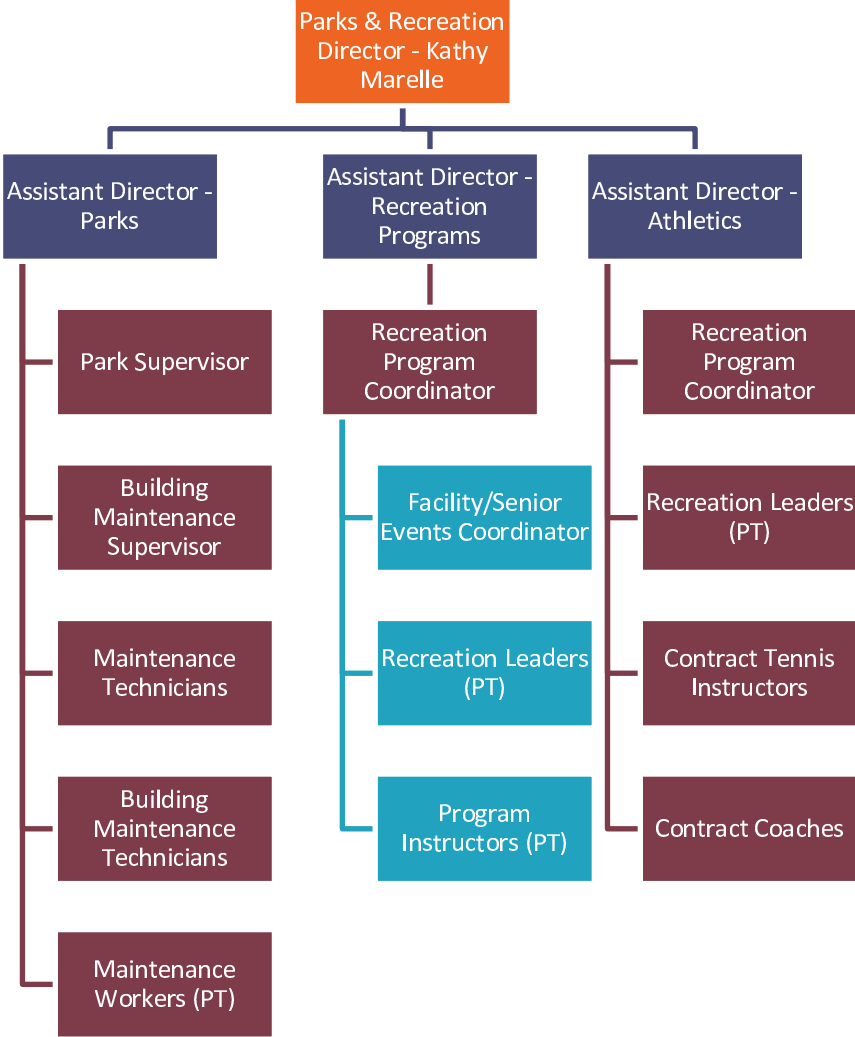 Parks & Recreation
Director - Kathy
Marelle
Assistant Director -
Parks
Assistant Director -
Recreation
Programs
Assistant Director -
Athletics
Park Supervisor
Building
Maintenance
Supervisor
Maintenance
Technicians
Building
Maintenance
Technicians
Maintenance
Workers (PT)
Recreation
Program
Coordinator
Facility/Senior
Events Coordinator
Recreation Leaders
(PT)
Program
Instructors (PT)
Recreation
Program
Coordinator
Recreation Leaders
(PT)
Contract Tennis
Instructors
Contract Coaches